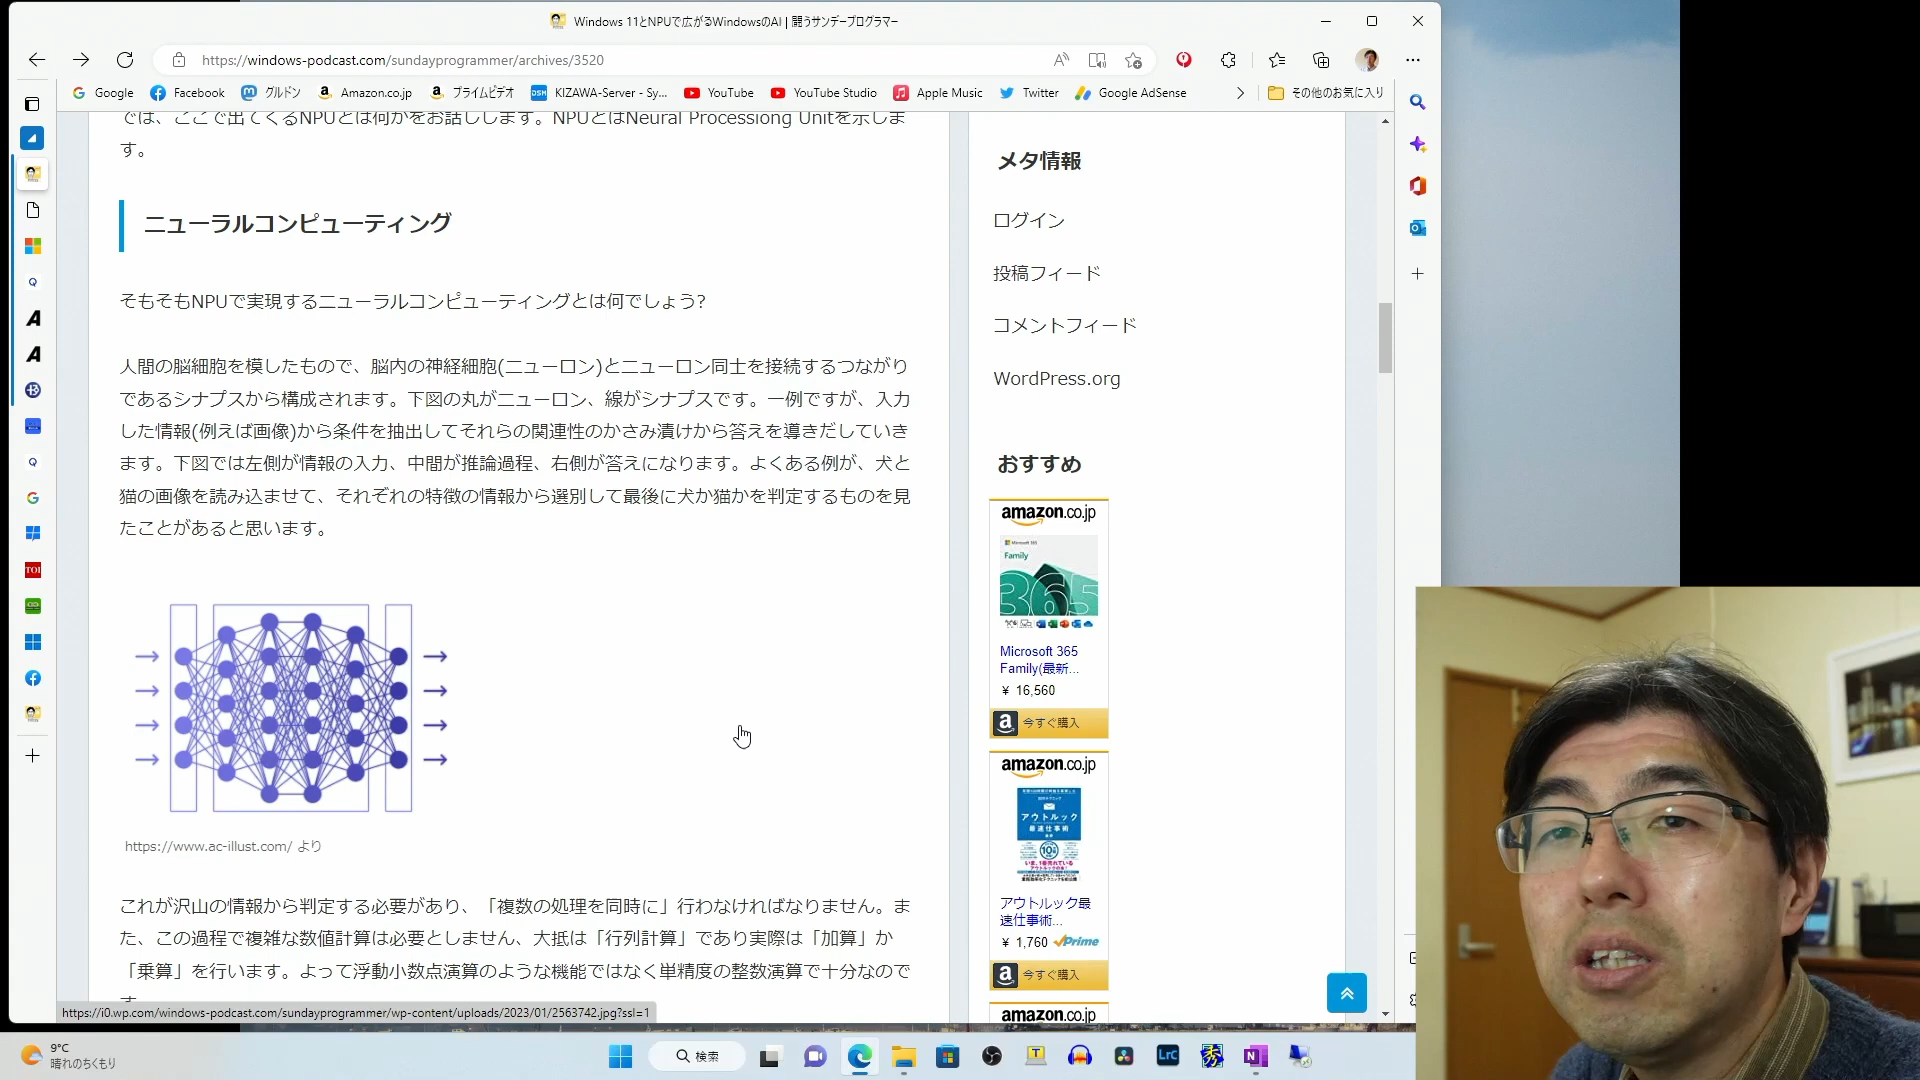 Windows 11とNPUで広がるWindowsのAI | 闘うサンデープログラマー
https://windows-podcast.com/sundayprogrammer/archives/3520
Google
Facebook
グルドン
Amazon.co.jp
プライムビデオ
KIZAWA-Server - Sy...
YouTube
YouTube Studio
Apple Music
Twitter
Google AdSense
その他のお気に入り
では、ここで出てくるNPUとは何かをお話しします。NPUとはNeural Processiong Unitを示しま
す。
ニューラルコンピューティング
そもそもNPUで実現するニューラルコンピューティングとは何でしょう?
人間の脳細胞を模したもので、脳内の神経細胞(ニューロン)とニューロン同士を接続するつながり
であるシナプスから構成されます。下図の丸がニューロン、線がシナプスです。一例ですが、入力
した情報(例えば画像)から条件を抽出してそれらの関連性のかさみ漬けから答えを導きだしていき
ます。下図では左側が情報の入力、中間が推論過程、右側が答えになります。よくある例が、犬と
猫の画像を読み込ませて、それぞれの特徴の情報から選別して最後に犬か猫かを判定するものを見
たことがあると思います。
https://www.ac-illust.com/ より
これが沢山の情報から判定する必要があり、「複数の処理を同時に」行わなければなりません。ま
た、この過程で複雑な数値計算は必要としません、大抵は「行列計算」であり実際は「加算」か
「乗算」を行います。よって浮動小数点演算のような機能ではなく単精度の整数演算で十分なので
す。
https://i0.wp.com/windows-podcast.com/sundayprogrammer/wp-content/uploads/2023/01/2563742.jpg?ssl=1
メタ情報
ログイン
投稿フィード
コメントフィード
WordPress.org
おすすめ
amazon.co.jp
Microsoft 365
Family
365
Microsoft 365
Family(最新...
¥ 16,560
今すぐ購入
amazon.co.jp
アウトルック
最速仕事術
アウトルック最
速仕事術...
¥ 1,760 Prime
今すぐ購入
amazon.co.jp
9°C
晴れのちくもり
検索